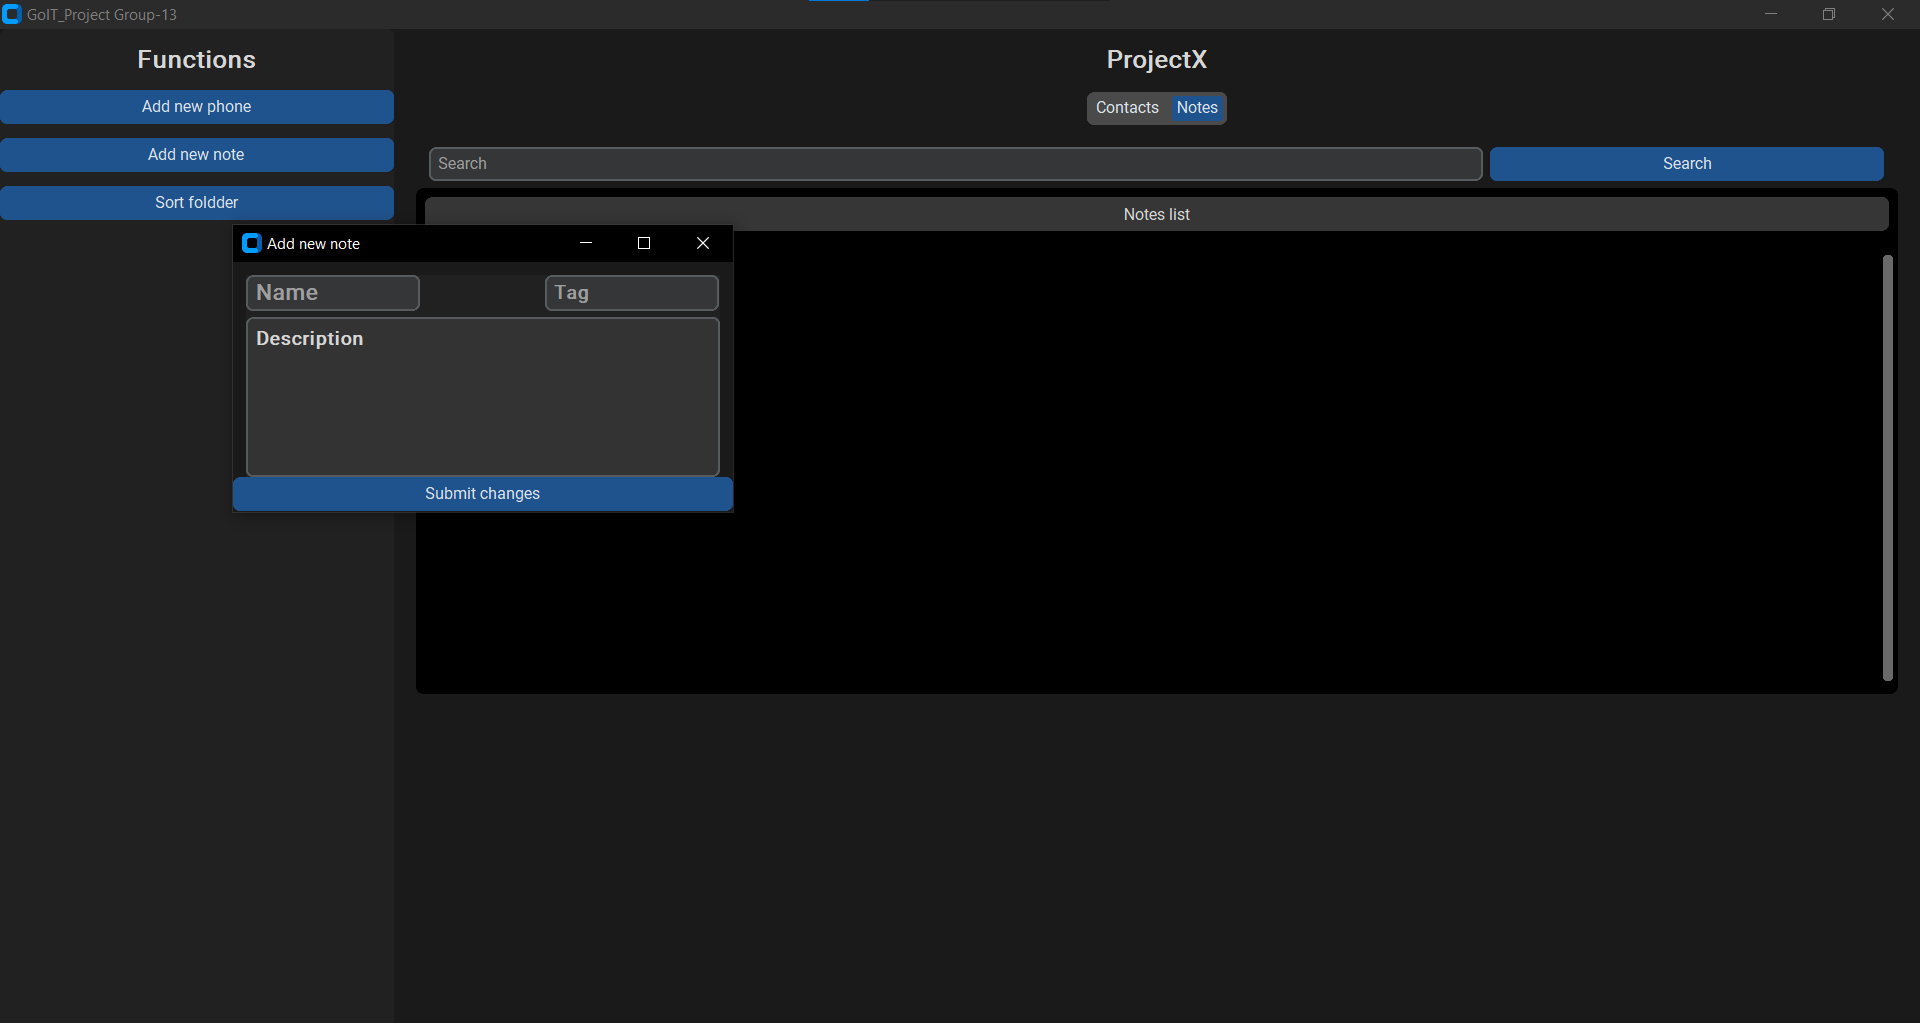 GoIT_Project Group-13
Functions
Add new phone
Add new note
Sort foldder
ProjectX
Contacts Notes
Search
Search
Notes list
Add new note
Name
Tag
Description
Submit changes